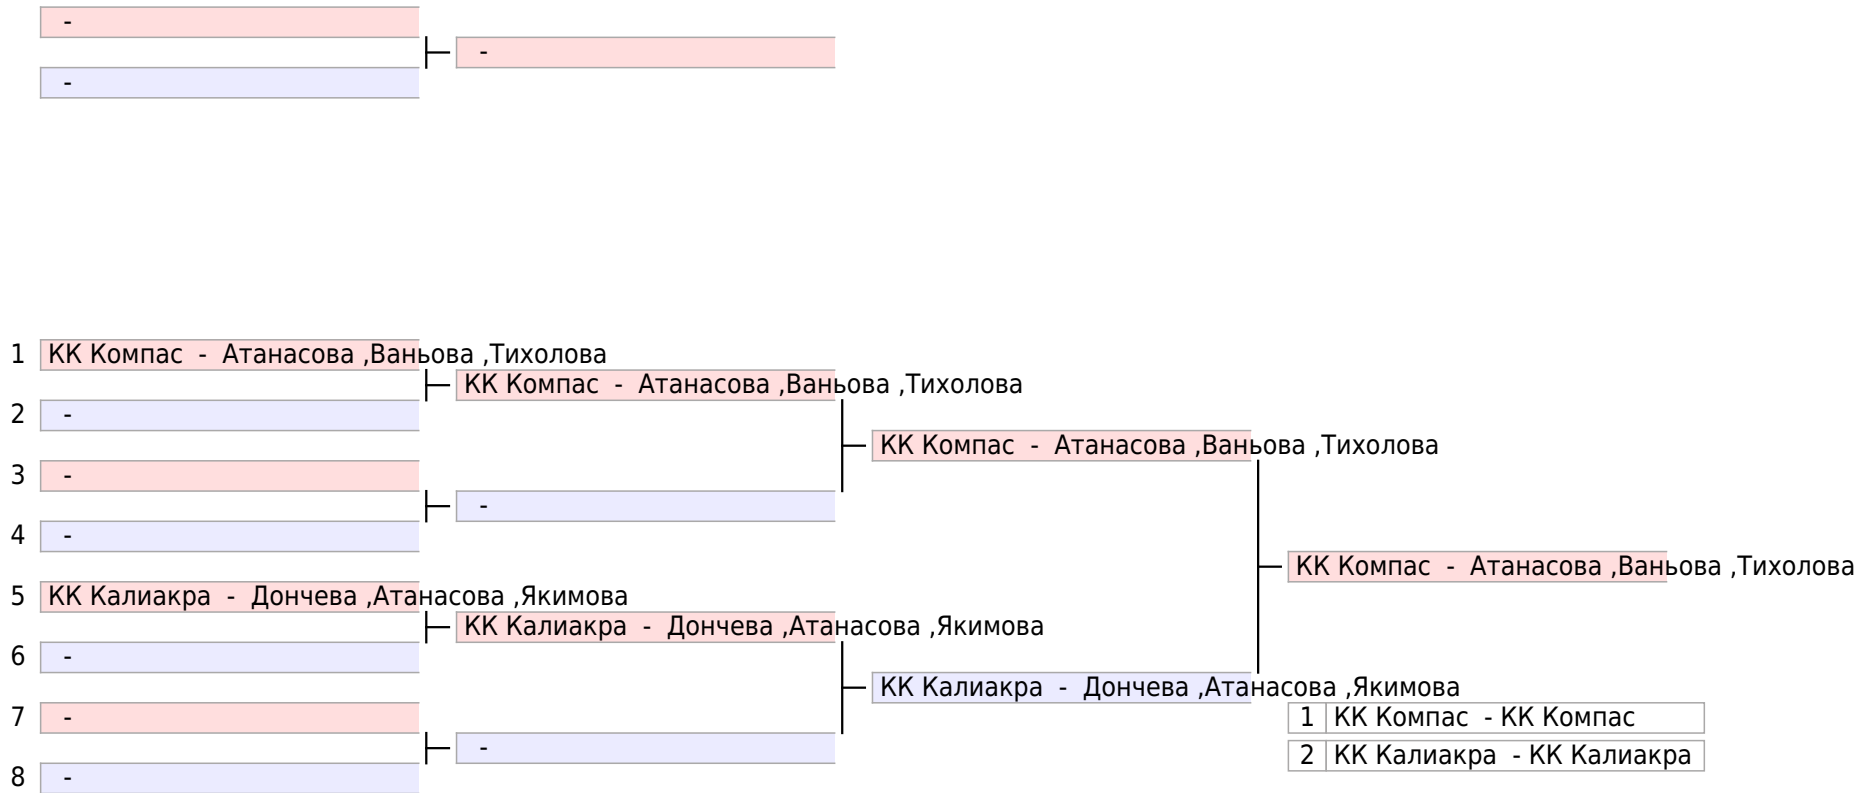 -
-
-
1 КК Компас - Атанасова ,Ваньова ,Тихолова
КК Компас - Атанасова ,Ваньова ,Тихолова
2 -
КК Компас - Атанасова ,Ваньова ,Тихолова
3 -
-
4 -
КК Компас - Атанасова ,Ваньова ,Тихолова
5 КК Калиакра - Дончева ,Атанасова ,Якимова
КК Калиакра - Дончева ,Атанасова ,Якимова
6 -
КК Калиакра - Дончева ,Атанасова ,Якимова
7 -
1 КК Компас - КК Компас
-
2 КК Калиакра - КК Калиакра
8 -